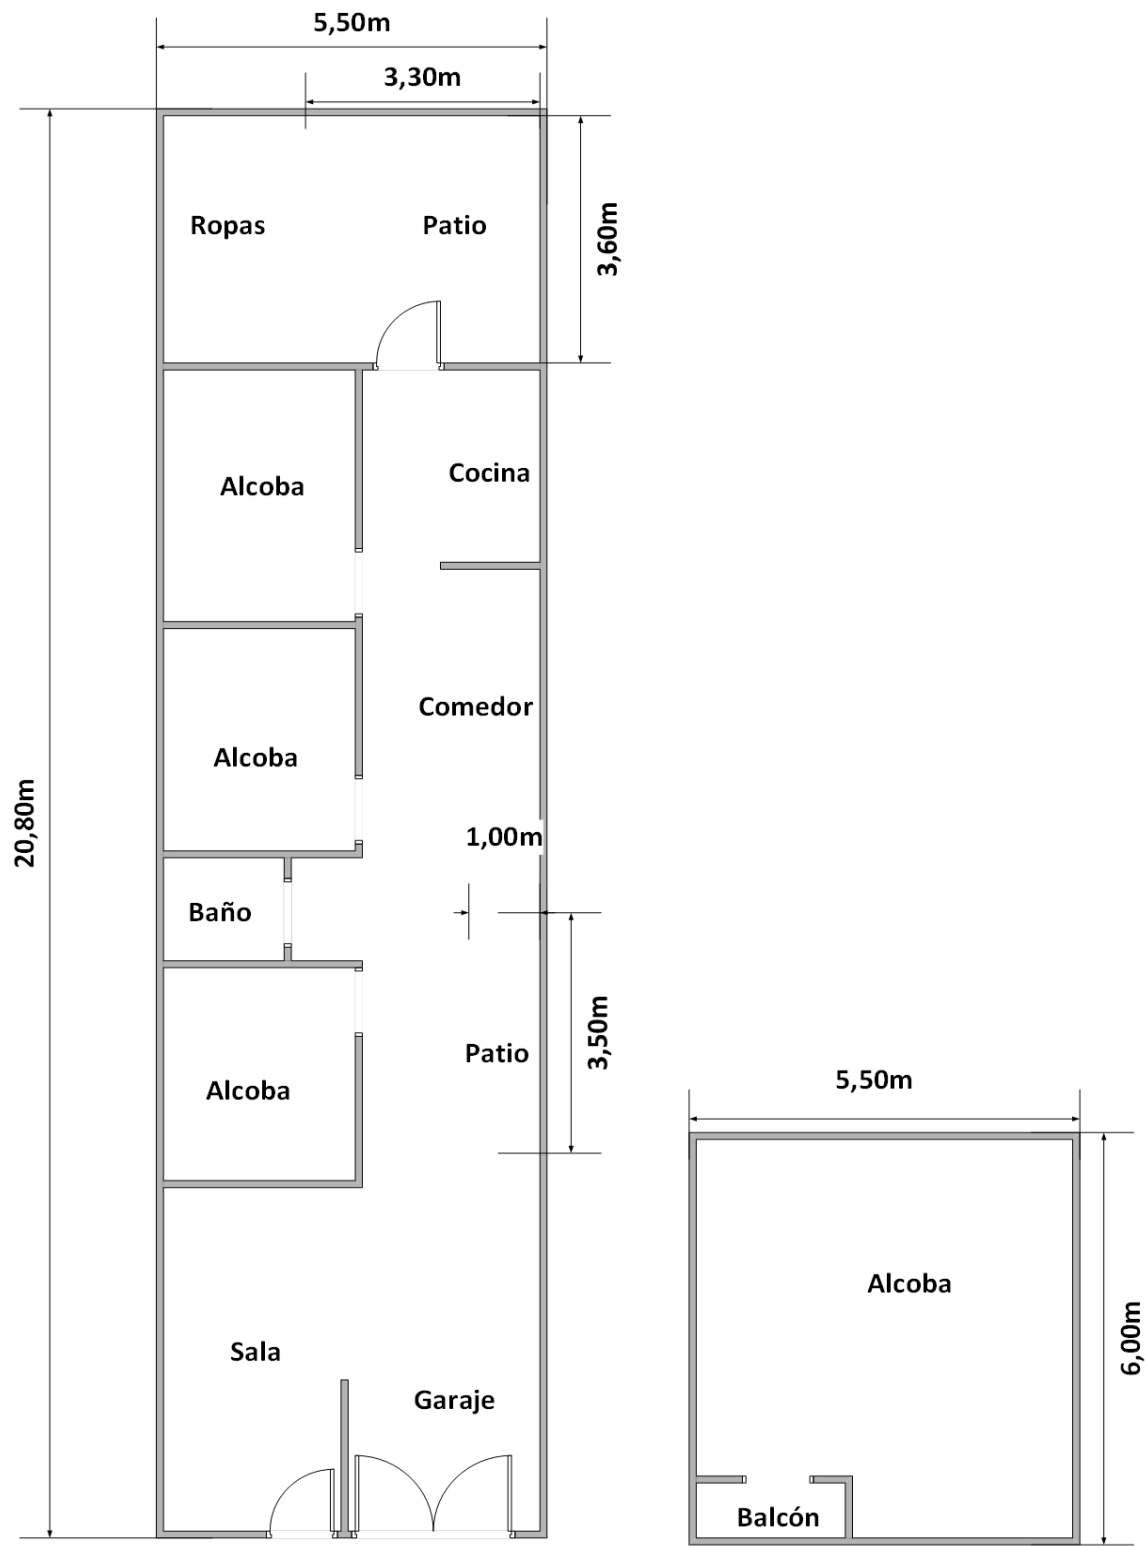 5,50m
3,30m
Ropas
Patio
3,60m
Alcoba
Cocina
Comedor
Alcoba
20,80m
1,00m
Baño
3,50m
Patio
Alcoba
5,50m
Alcoba
6,00m
Sala
Garaje
Balcón